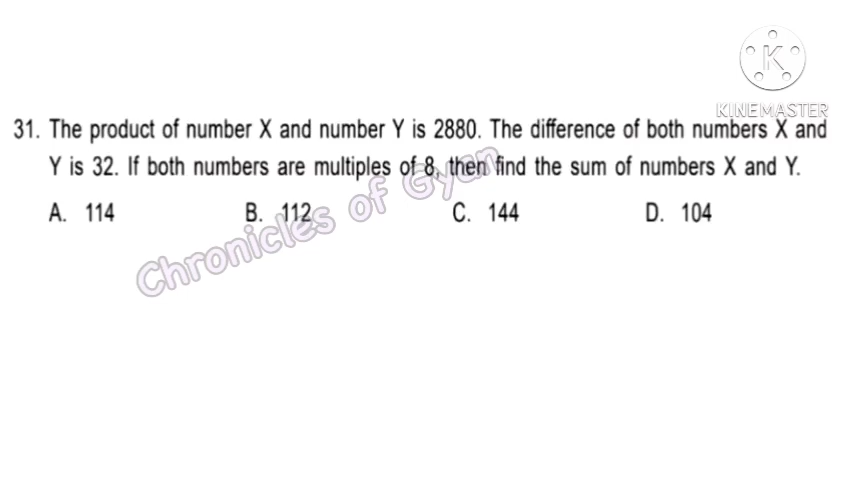 K
KINEMASTER
31. The product of number X and number Y is 2880. The difference of both numbers X and
Y is 32. If both numbers are multiples of 8, then find the sum of numbers X and Y.
A. 114 B. 112 C. 144 D. 104
Chronicles of Gyan